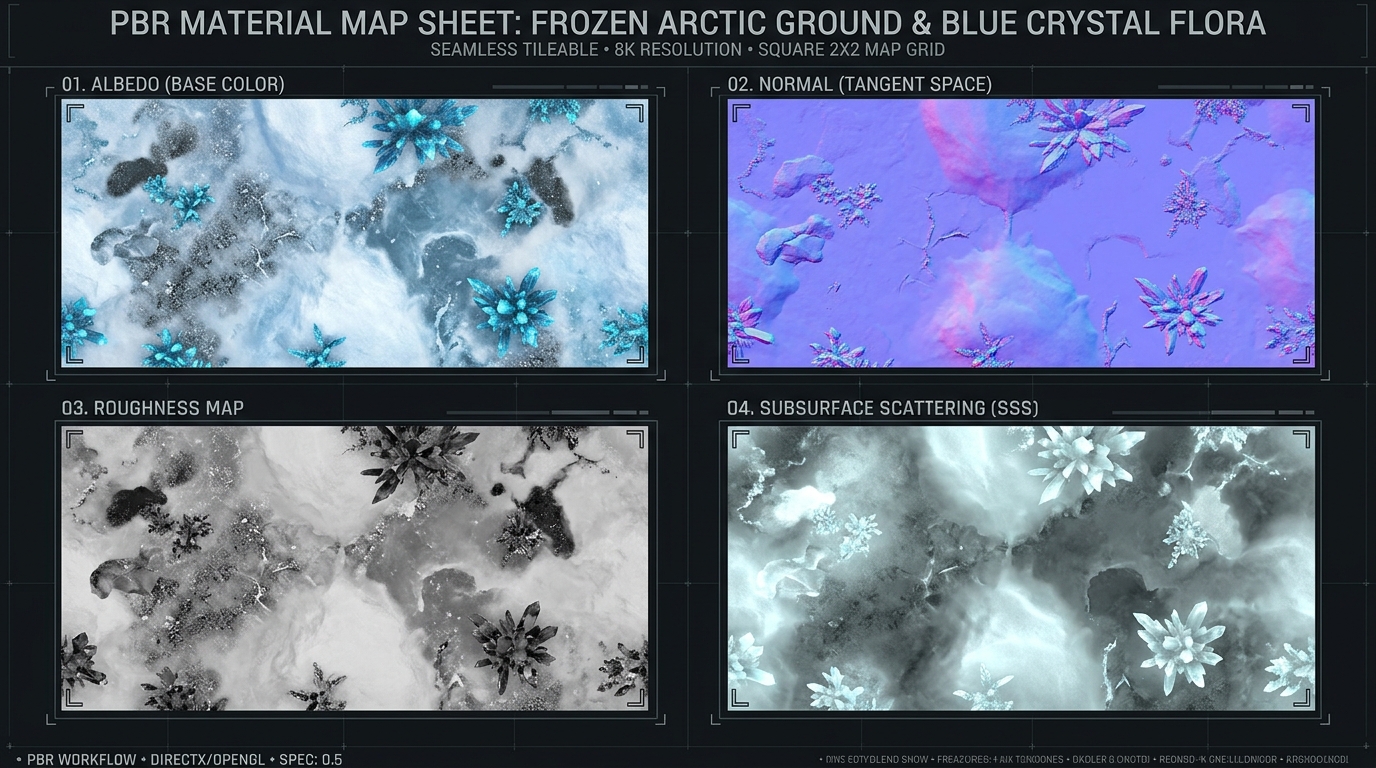 PBR MATERIAL MAP SHEET: FROZEN ARCTIC GROUND & BLUE CRYSTAL FLORA
SEAMLESS TILEABLE • 8K RESOLUTION • SQUARE 2X2 MAP GRID
01. ALBEDO (BASE COLOR)
02. NORMAL (TANGENT SPACE)
03. ROUGHNESS MAP
04. SUBSURFACE SCATTERING (SSS)
• PBR WORKFLOW • DIRECTX/OPENGL • SPEC: 0.5